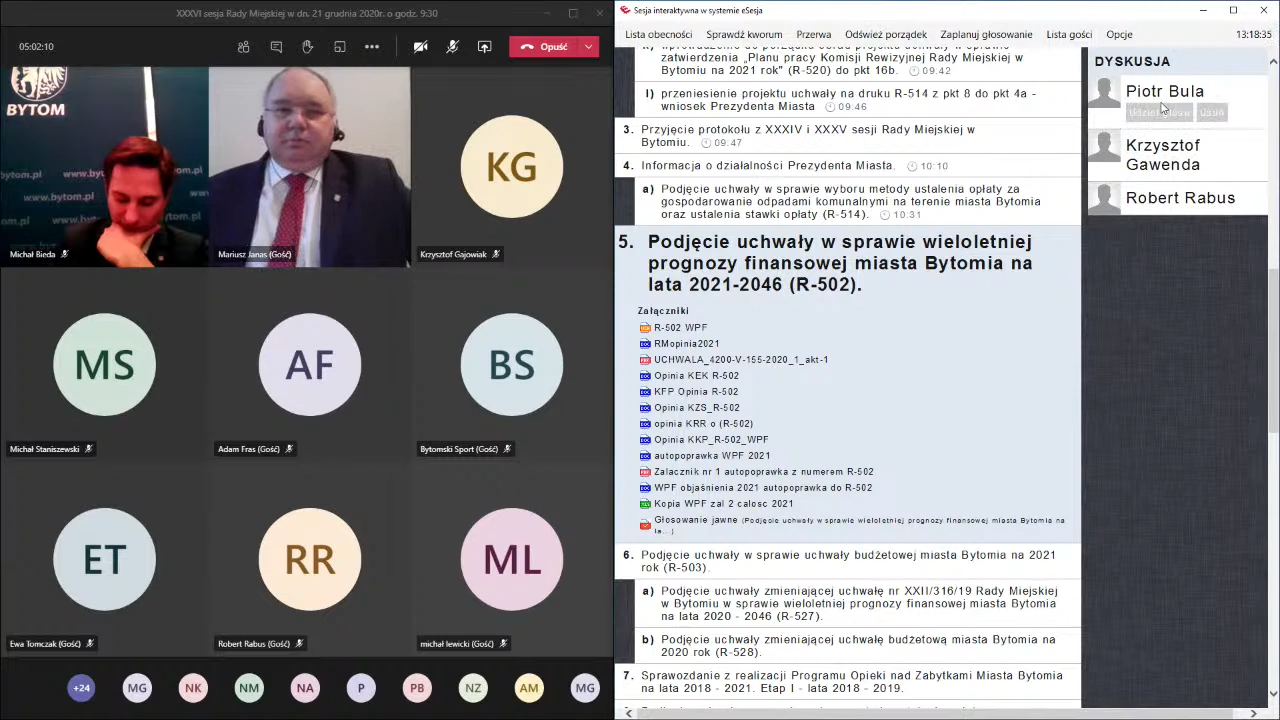 XXXVI sesja Rady Miejskiej w dn. 21 grudnia 2020r. o godz. 9:30
05:02:10
Opuść
BYTOM
Michał Bieda
Mariusz Janas (Gość)
KG
Krzysztof Gajowiak
MS
Michał Staniszewski
AF
Adam Fras (Gość)
BS
Bytomski Sport (Gość)
ET
Ewa Tomczak (Gość)
RR
Robert Rabus (Gość)
ML
michał lewicki (Gość)
+24
MG
NK
NM
NA
P
PB
NZ
AM
MG
Sesja interaktywna w systemie eSesja
Lista obecności
Sprawdź kworum
Przerwa
Odśwież porządek
Zaplanuj głosowanie
Lista gości
Opcje
13:18:35
zatwierdzenia „Planu pracy Komisji Rewizyjnej Rady Miejskiej w
Bytomiu na 2021 rok" (R-520) do pkt 16b. 09:42
l) przeniesienie projektu uchwały na druku R-514 z pkt 8 do pkt 4a -
wniosek Prezydenta Miasta 09:46
3. Przyjęcie protokołu z XXXIV i XXXV sesji Rady Miejskiej w
Bytomiu. 09:47
4. Informacja o działalności Prezydenta Miasta. 10:10
a) Podjęcie uchwały w sprawie wyboru metody ustalenia opłaty za
gospodarowanie odpadami komunalnymi na terenie miasta Bytomia
oraz ustalenia stawki opłaty (R-514). 10:31
5. Podjęcie uchwały w sprawie wieloletniej
prognozy finansowej miasta Bytomia na
lata 2021-2046 (R-502).
Załączniki
R-502 WPF
RMopinia2021
UCHWALA_4200-V-155-2020_1_akt-1
Opinia KEK R-502
KFP Opinia R-502
Opinia KZS_R-502
opinia KRR o (R-502)
Opinia KKP_R-502_WPF
autopoprawka WPF 2021
Zalacznik nr 1 autopoprawka z numerem R-502
WPF objaśnienia 2021 autopoprawka do R-502
Kopia WPF zal 2 calosc 2021
Głosowanie jawne (Podjęcie uchwały w sprawie wieloletniej prognozy finansowej miasta Bytomia na
la...)
6. Podjęcie uchwały w sprawie uchwały budżetowej miasta Bytomia na 2021
rok (R-503).
a) Podjęcie uchwały zmieniającej uchwałę nr XXII/316/19 Rady Miejskiej
w Bytomiu w sprawie wieloletniej prognozy finansowej miasta Bytomia
na lata 2020 - 2046 (R-527).
b) Podjęcie uchwały zmieniającej uchwałę budżetową miasta Bytomia na
2020 rok (R-528).
7. Sprawozdanie z realizacji Programu Opieki nad Zabytkami Miasta Bytomia
na lata 2018 - 2021. Etap I - lata 2018 - 2019.
DYSKUSJA
Piotr Bula
Udziel głosu
Usuń
Krzysztof
Gawenda
Robert Rabus